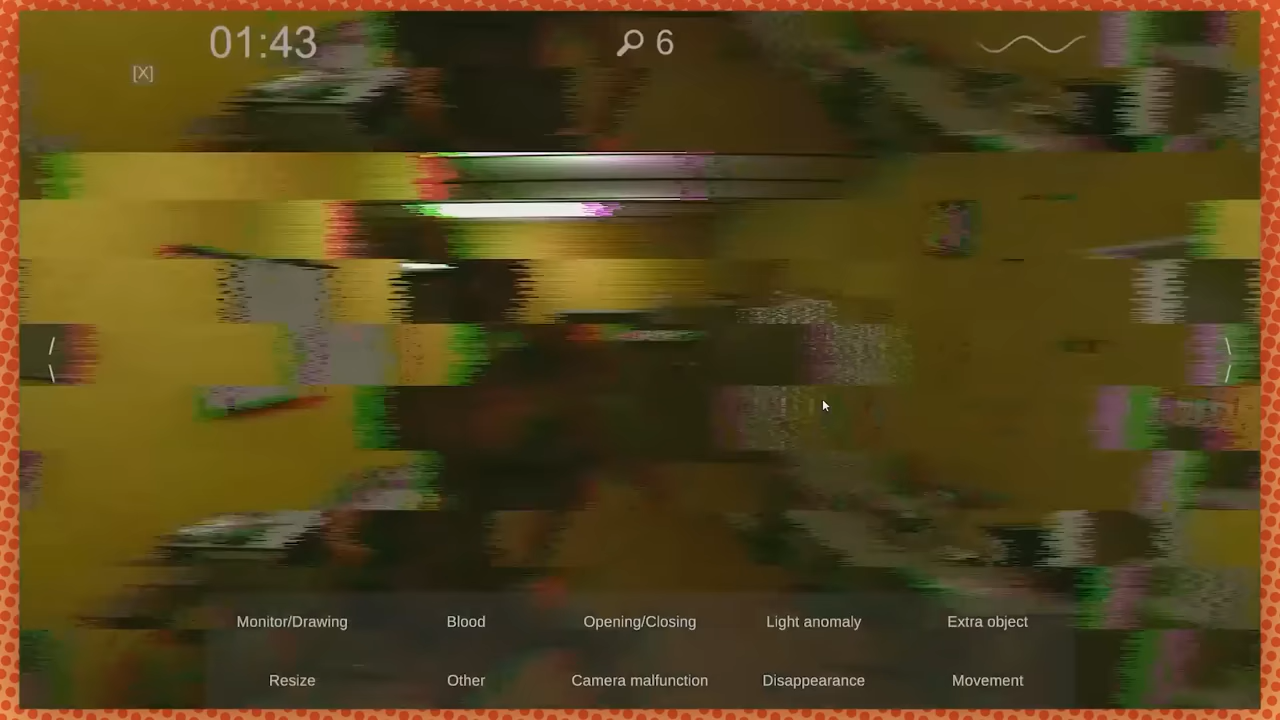 01:43
6
[X]
Monitor/Drawing Blood Opening/Closing Light anomaly Extra object
Resize Other Camera malfunction Disappearance Movement